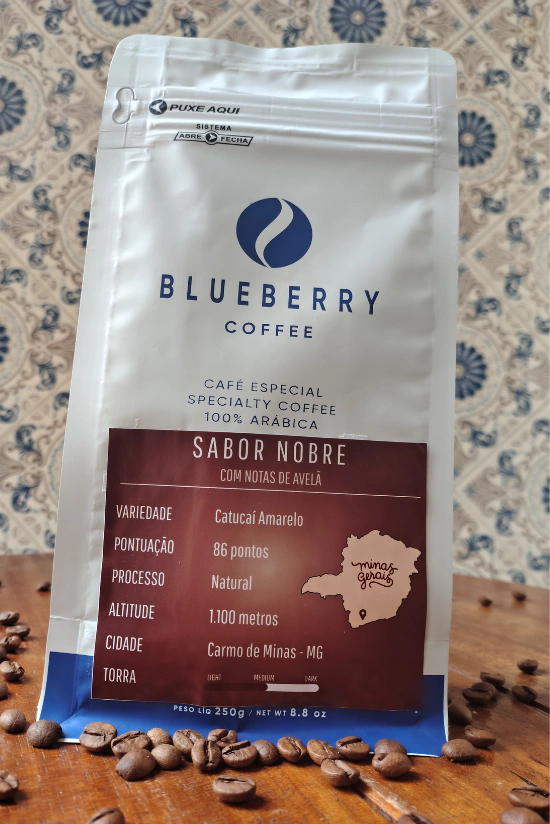 PUXE AQUI
SISTEMA
ABRE FECHA
BLUEBERRY
COFFEE
CAFÉ ESPECIAL
SPECIALTY COFFEE
100% ARÁBICA
SABOR NOBRE
COM NOTAS DE AVELÃ
VARIEDADE Catucaí Amarelo
PONTUAÇÃO 86 pontos
PROCESSO Natural
minas
gerais
ALTITUDE 1.100 metros
CIDADE Carmo de Minas - MG
TORRA LIGHT MEDIUM DARK
PESO LÍQ 250g / NET WT 8.8 oz